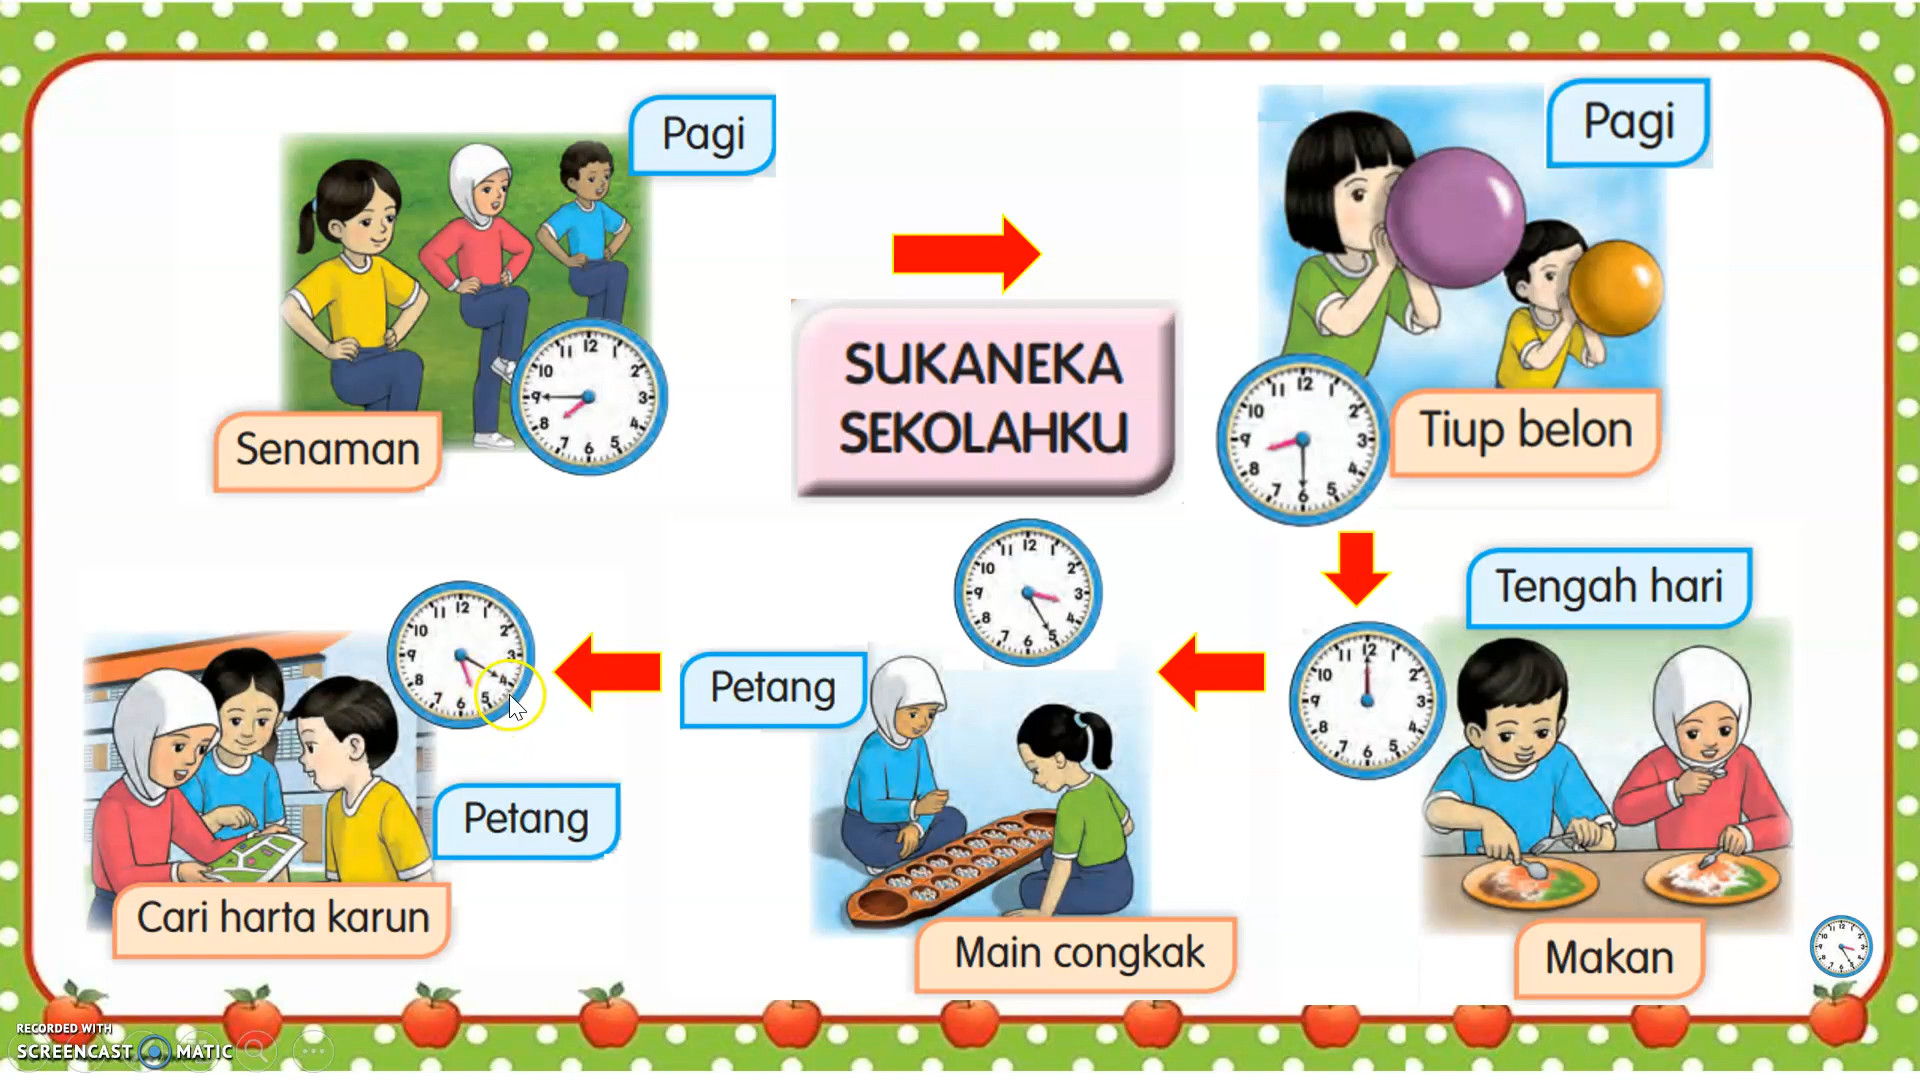 Pagi
Senaman
SUKANEKA
SEKOLAHKU
Pagi
Tiup belon
Tengah hari
Makan
Petang
Main congkak
Petang
Cari harta karun
RECORDED WITH
SCREENCAST MATIC